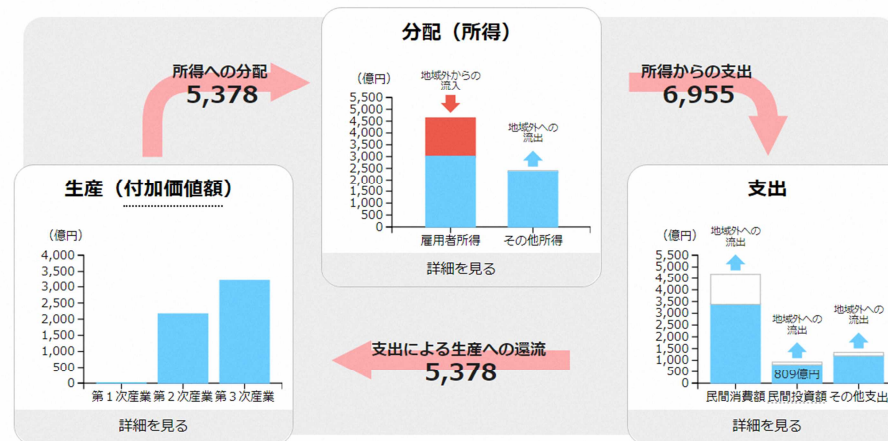 分配（所得）
所得への分配
5,378
所得からの支出
6,955
（億円）
地域外からの
流入
地域外への
流出
5,500
5,000
4,500
4,000
3,500
3,000
2,500
2,000
1,500
1,000
500
0
雇用者所得
その他所得
詳細を見る
生産（付加価値額）
（億円）
4,000
3,500
3,000
2,500
2,000
1,500
1,000
500
0
第１次産業
第２次産業
第３次産業
詳細を見る
支出
（億円）
地域外への
流出
地域外への
流出
地域外への
流出
5,500
5,000
4,500
4,000
3,500
3,000
2,500
2,000
1,500
1,000
500
0
809億円
民間消費額
民間投資額
その他支出
詳細を見る
支出による生産への還流
5,378